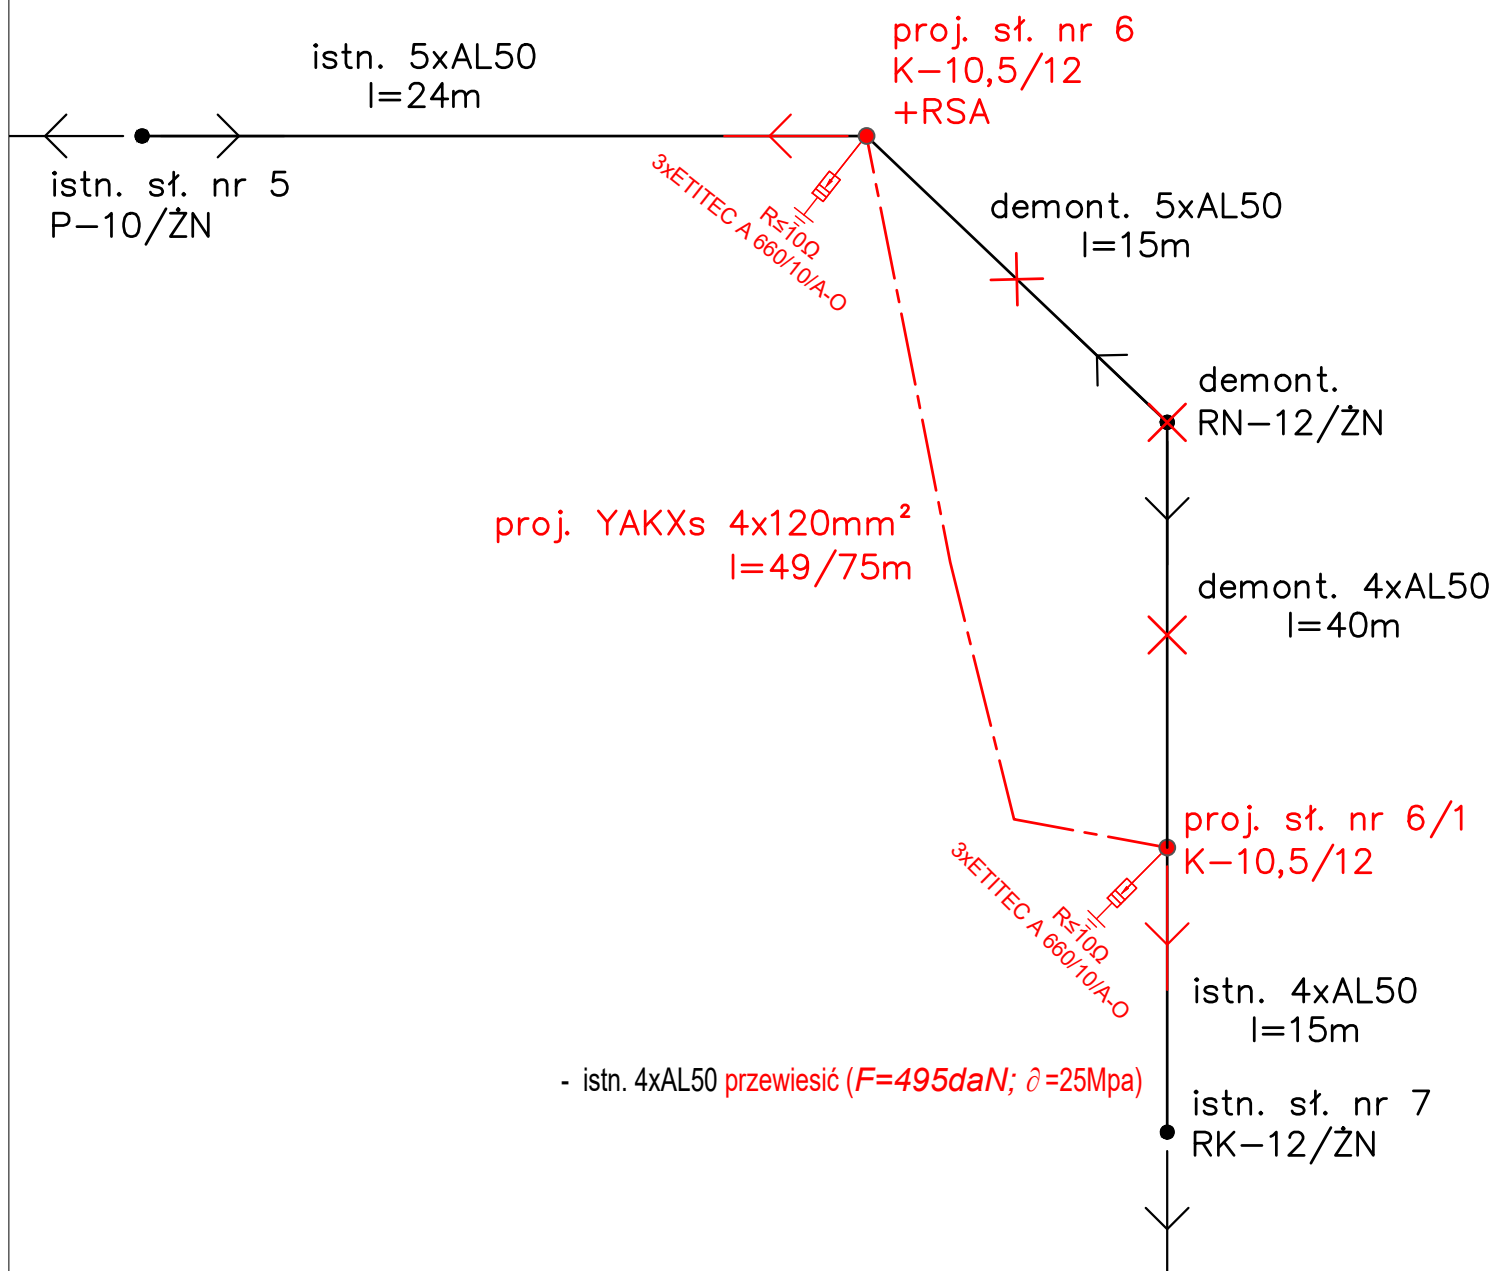 istn. 5xAL50
l=24m
proj. sł. nr 6
K-10,5/12
+RSA
istn. sł. nr 5
P-10/ŻN
3xETITEC A 660/10/A-O
R≤10Ω
demont. 5xAL50
l=15m
demont.
RN-12/ŻN
proj. YAKXs 4x120mm²
l=49/75m
demont. 4xAL50
l=40m
proj. sł. nr 6/1
K-10,5/12
3xETITEC A 660/10/A-O
R≤10Ω
istn. 4xAL50
l=15m
- istn. 4xAL50 przewiesić (F=495daN; ∂=25Mpa)
istn. sł. nr 7
RK-12/ŻN